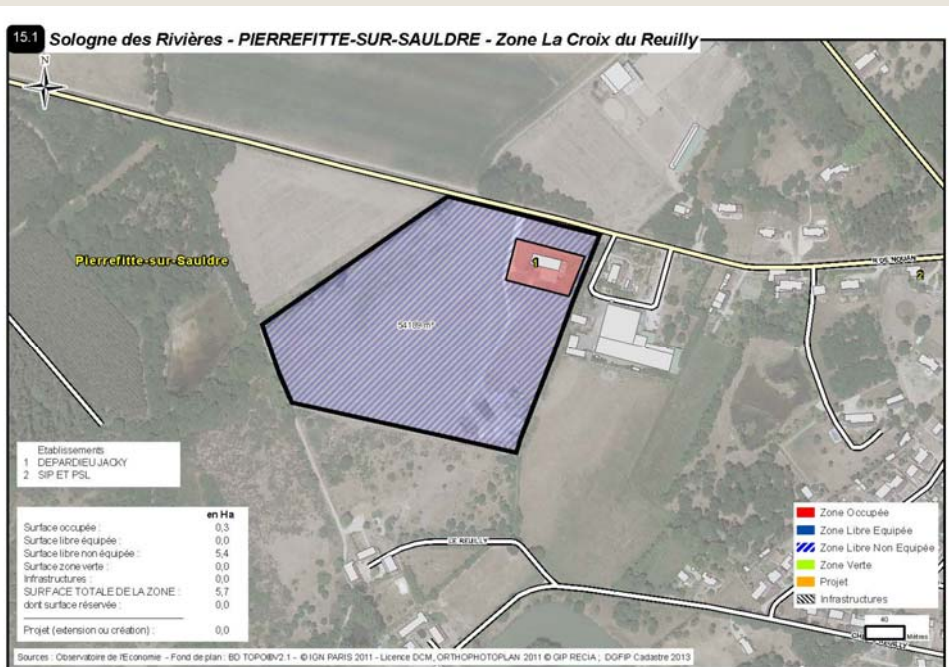 15.1 Sologne des Rivières - PIERREFITTE-SUR-SAULDRE - Zone La Croix du Reuilly
N
Pierrefitte-sur-Sauldre
1
R DE NOUAN
2
Etablissements
1 DEPARDIEU JACKY
2 SIP ET PSL
en Ha
Surface occupée : 0,3
Surface libre équipée : 0,0
Surface libre non équipée : 5,4
Surface zone verte : 0,0
Infrastructures : 0,0
SURFACE TOTALE DE LA ZONE : 5,7
dont surface réservée : 0,0
Projet (extension ou création) : 0,0
DE REUILLY
Zone Occupée
Zone Libre Equipée
Zone Libre Non Equipée
Zone Verte
Projet
Infrastructures
40
Mètres
Sources : Observatoire de l'Economie - Fond de plan : BD TOPO®V2.1 - © IGN PARIS 2011 - Licence DCM, ORTHOPHOTOPLAN 2011 © GIP RECIA ; DGFIP Cadastre 2013